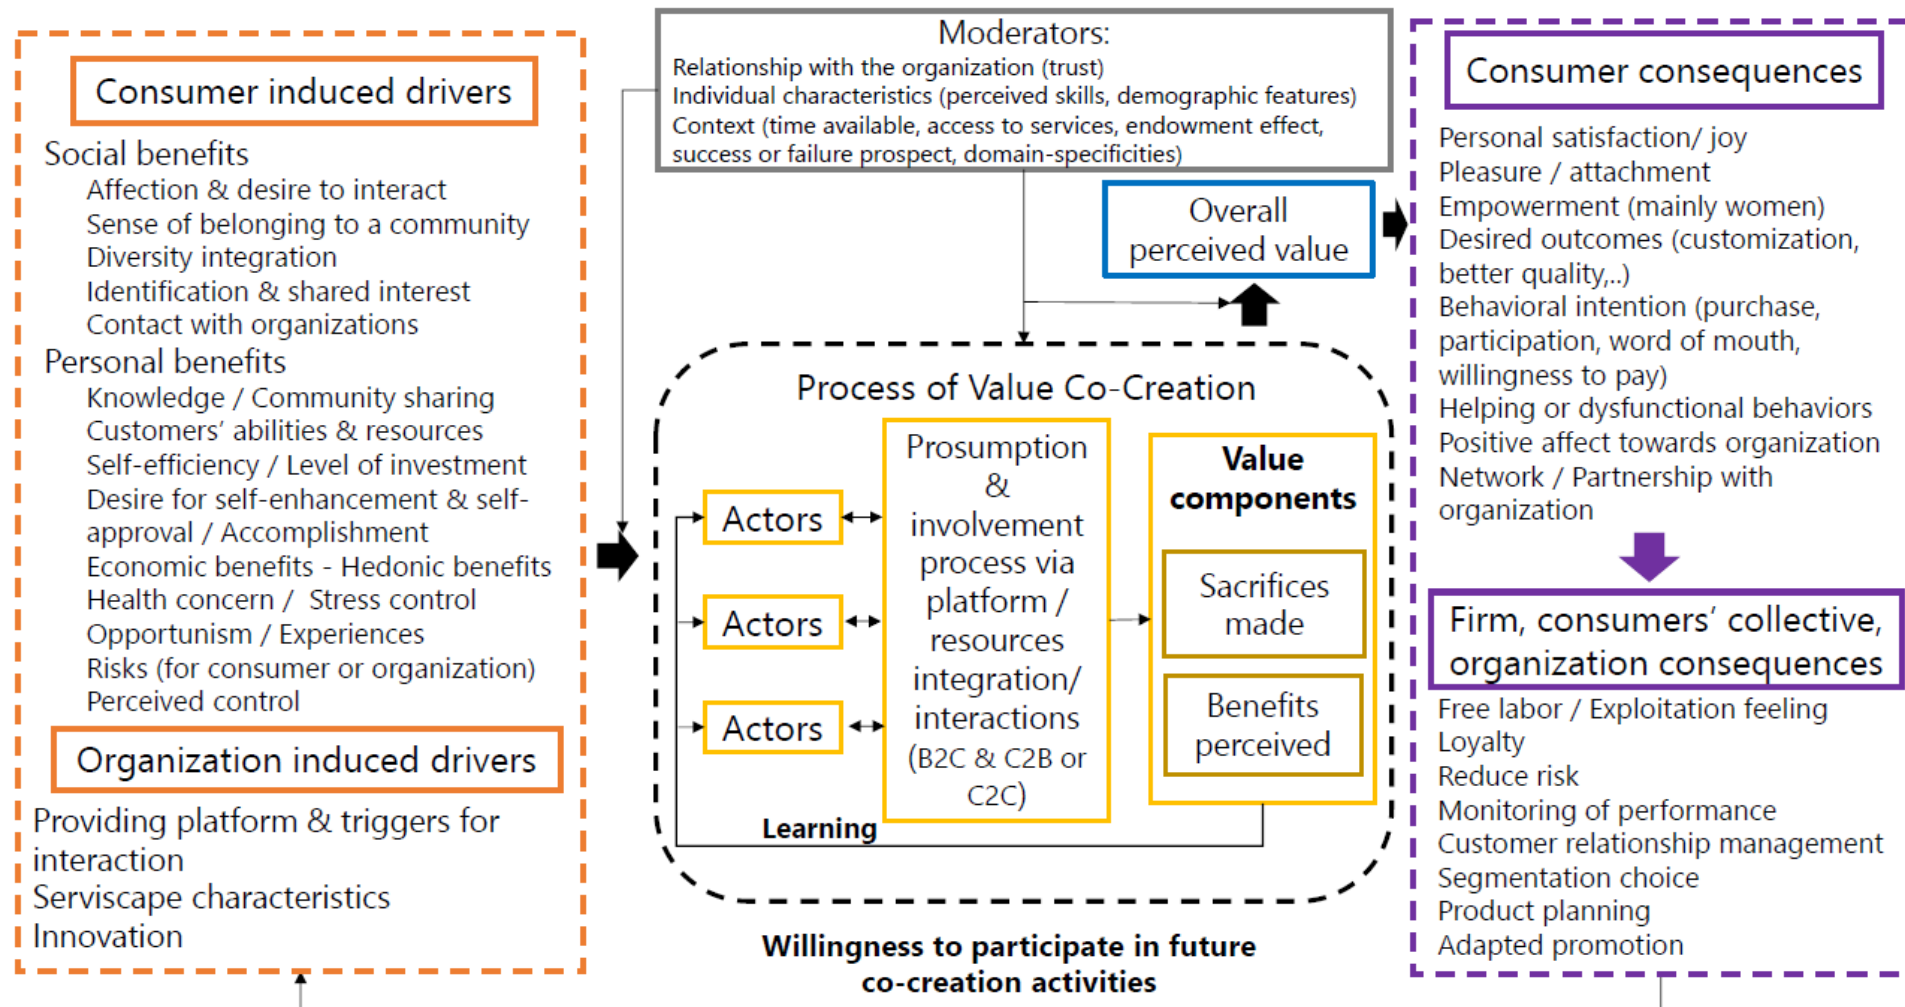 Consumer induced drivers
Social benefits
Affection & desire to interact
Sense of belonging to a community
Diversity integration
Identification & shared interest
Contact with organizations
Personal benefits
Knowledge / Community sharing
Customers' abilities & resources
Self-efficiency / Level of investment
Desire for self-enhancement & self-
approval / Accomplishment
Economic benefits - Hedonic benefits
Health concern / Stress control
Opportunism / Experiences
Risks (for consumer or organization)
Perceived control
Organization induced drivers
Providing platform & triggers for
interaction
Serviscape characteristics
Innovation
Moderators:
Relationship with the organization (trust)
Individual characteristics (perceived skills, demographic features)
Context (time available, access to services, endowment effect,
success or failure prospect, domain-specificities)
Overall
perceived value
Process of Value Co-Creation
Actors
Actors
Actors
Prosumption
&
involvement
process via
platform /
resources
integration/
interactions
(B2C & C2B or
C2C)
Value
components
Sacrifices
made
Benefits
perceived
Learning
Willingness to participate in future
co-creation activities
Consumer consequences
Personal satisfaction/ joy
Pleasure / attachment
Empowerment (mainly women)
Desired outcomes (customization,
better quality,..)
Behavioral intention (purchase,
participation, word of mouth,
willingness to pay)
Helping or dysfunctional behaviors
Positive affect towards organization
Network / Partnership with
organization
Firm, consumers' collective,
organization consequences
Free labor / Exploitation feeling
Loyalty
Reduce risk
Monitoring of performance
Customer relationship management
Segmentation choice
Product planning
Adapted promotion